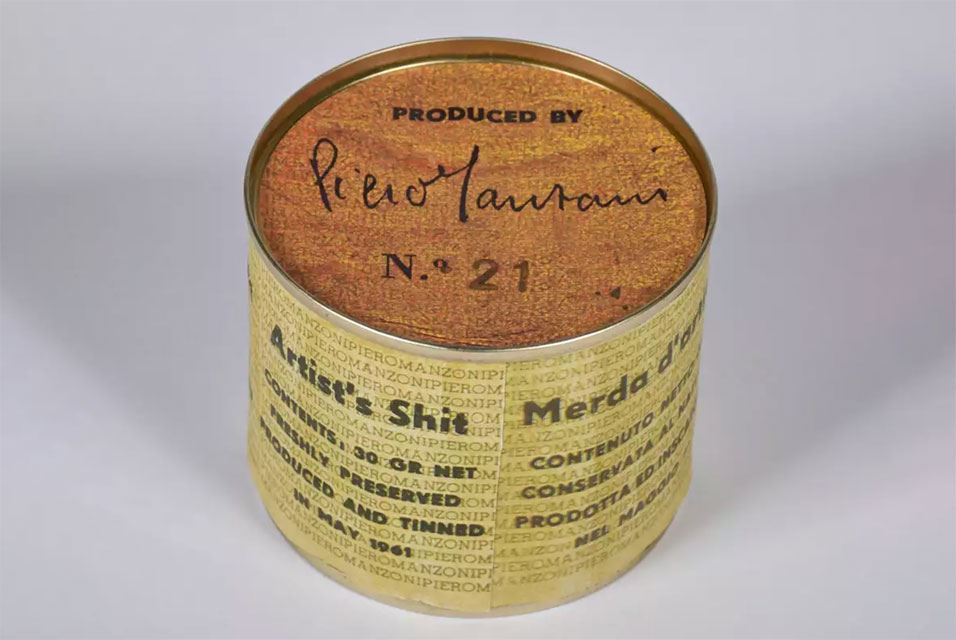 PRODUCED BY
Piero Manzoni
N.º 21
Artist's Shit
CONTENTS: 30 GR NET
FRESHLY PRESERVED
PRODUCED AND TINNED
IN MAY 1961
Merda
CONTENUTO NETTO
CONSERVATA AL
PRODOTTA ED
NEL MAGGIO